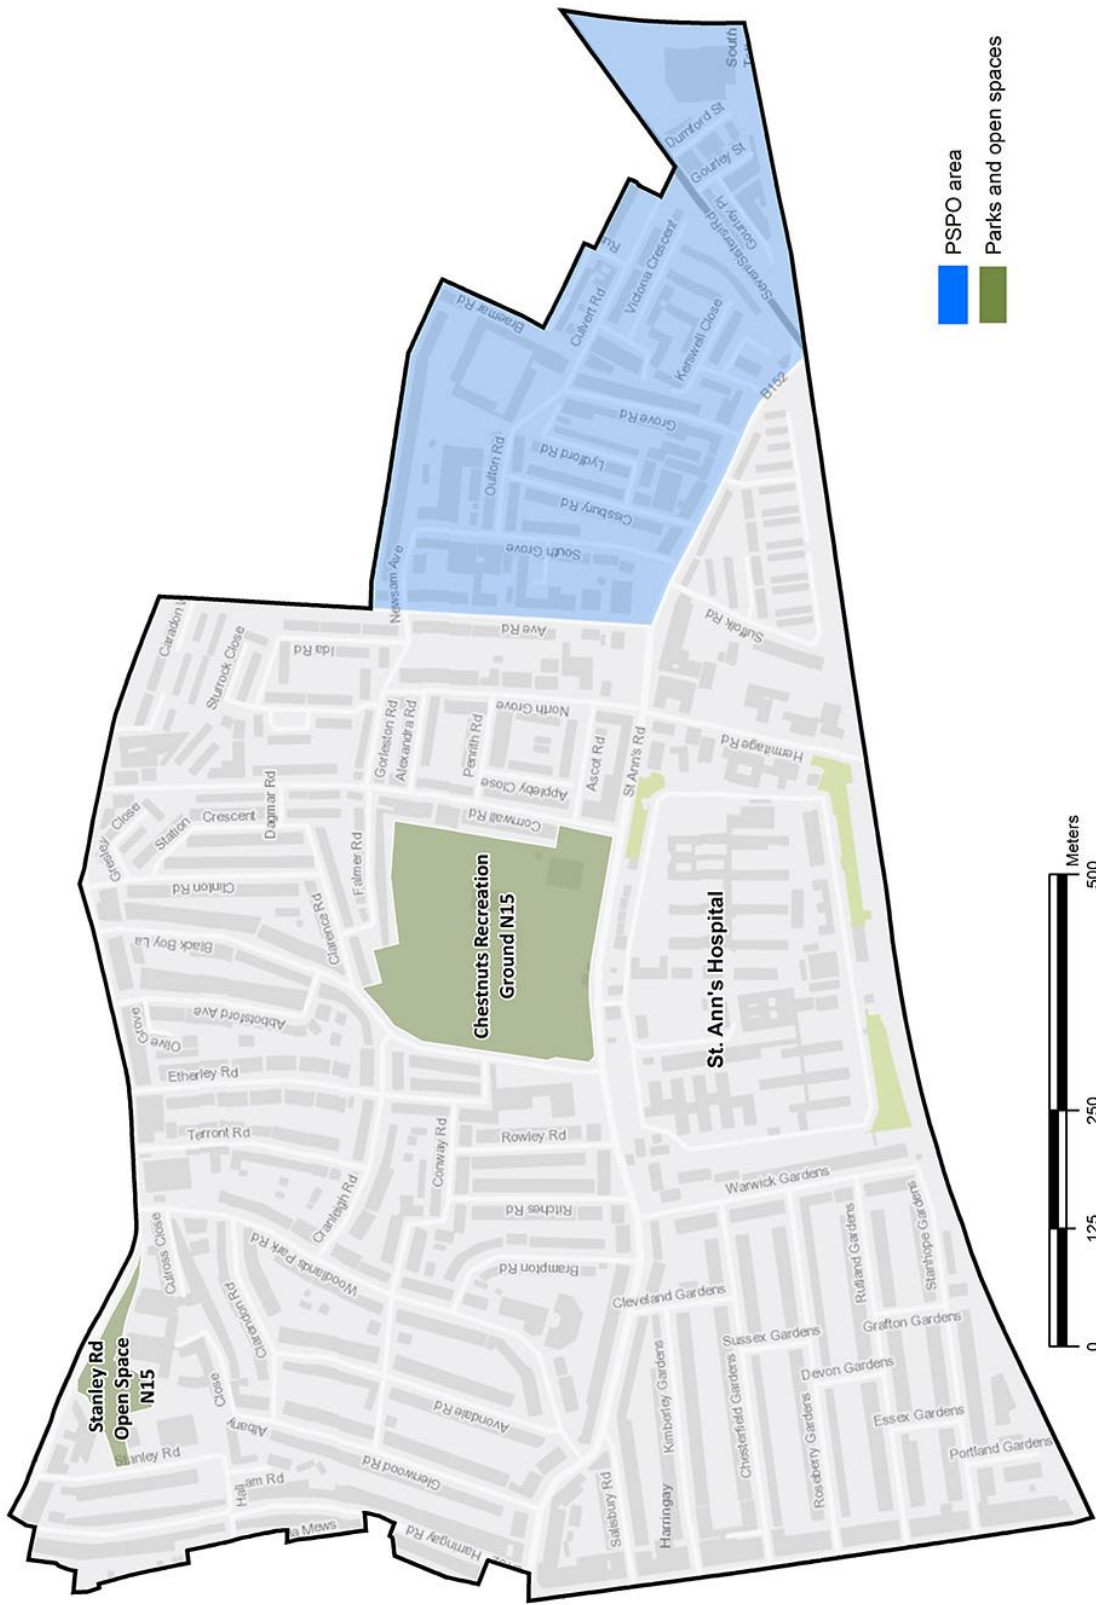 Stanley Rd
Open Space
N15
Chestnuts Recreation
Ground N15
St. Ann's Hospital
PSPO area
Parks and open spaces
0
125
250
500
Meters
Stanley Rd
Albany
Close
Culross Close
Clarendon Rd
Woodlands Park Rd
Cranleigh Rd
Terront Rd
Etherley Rd
Olive Grove
Abbotsford Ave
Black Boy La
Clinton Rd
Gresley Close
Station
Crescent
Dagmar Rd
Clarence Rd
Falmer Rd
Gorleston Rd
Alexandra Rd
Ida Rd
Sturrock Close
Caradon
Newsam Ave
Ave Rd
North Grove
Penrith Rd
Appleby Close
Cornwall Rd
Ascot Rd
St Ann's Rd
Hermitage Rd
Suffolk Rd
South Grove
Cissbury Rd
Lydford Rd
Grove Rd
Oulton Rd
Braemar Rd
Culvert Rd
Ru
Victoria Crescent
Kerswell Close
B152
Seven Sisters Rd
Gourley Pl
Gourley St
Durnford St
South
Conway Rd
Rowley Rd
Ritches Rd
Brampton Rd
Avondale Rd
Glenwood Rd
Harringay Rd
Hallam Rd
Mews
Salisbury Rd
Harringay
Kimberley Gardens
Cleveland Gardens
Chesterfield Gardens
Sussex Gardens
Roseberry Gardens
Devon Gardens
Essex Gardens
Portland Gardens
Grafton Gardens
Rutland Gardens
Stanhope Gardens
Warwick Gardens